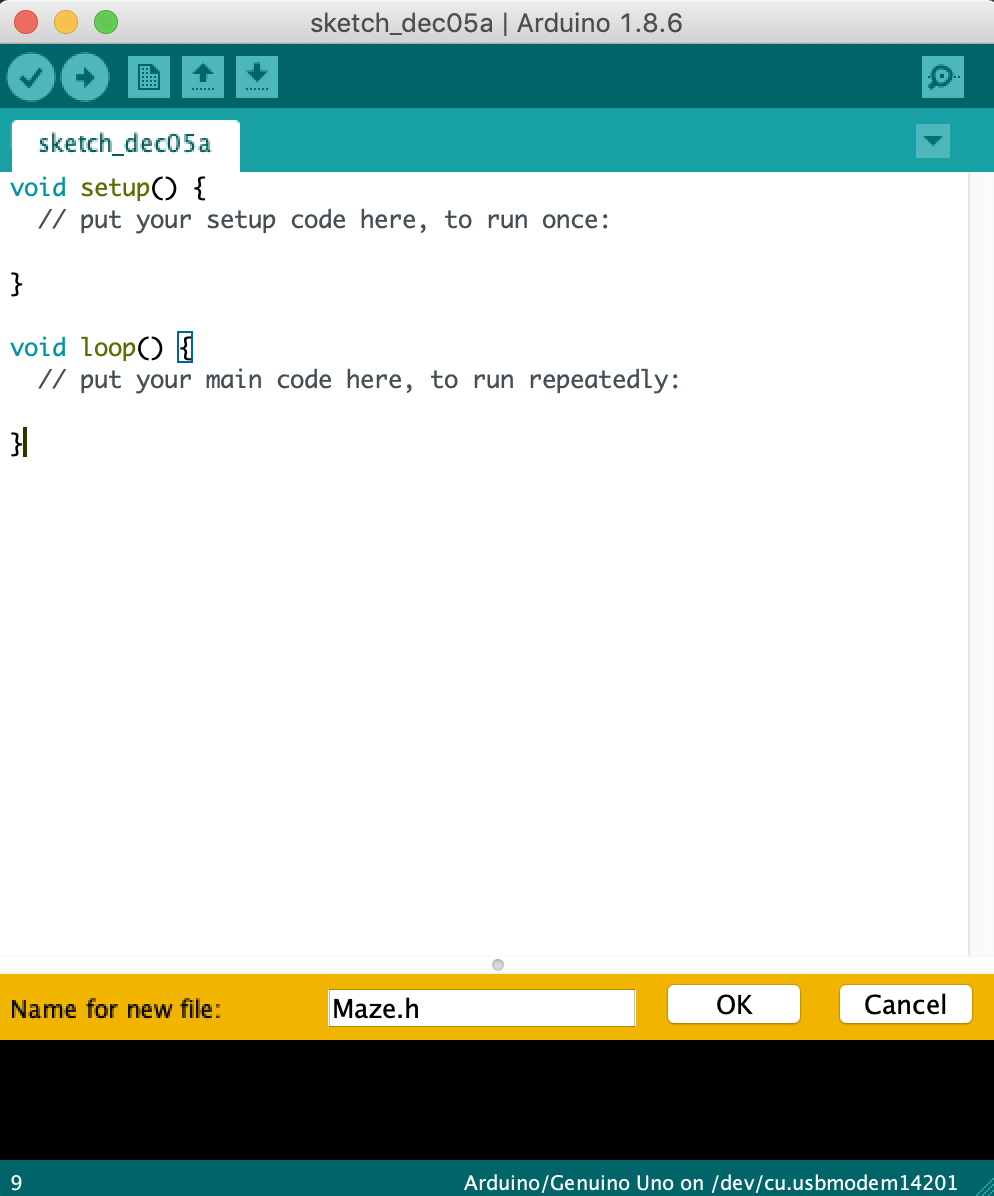 sketch_dec05a | Arduino 1.8.6
sketch_dec05a
void setup() {
  // put your setup code here, to run once:
}
void loop() {
  // put your main code here, to run repeatedly:
}
Name for new file: Maze.h OK Cancel
9 Arduino/Genuino Uno on /dev/cu.usbmodem14201